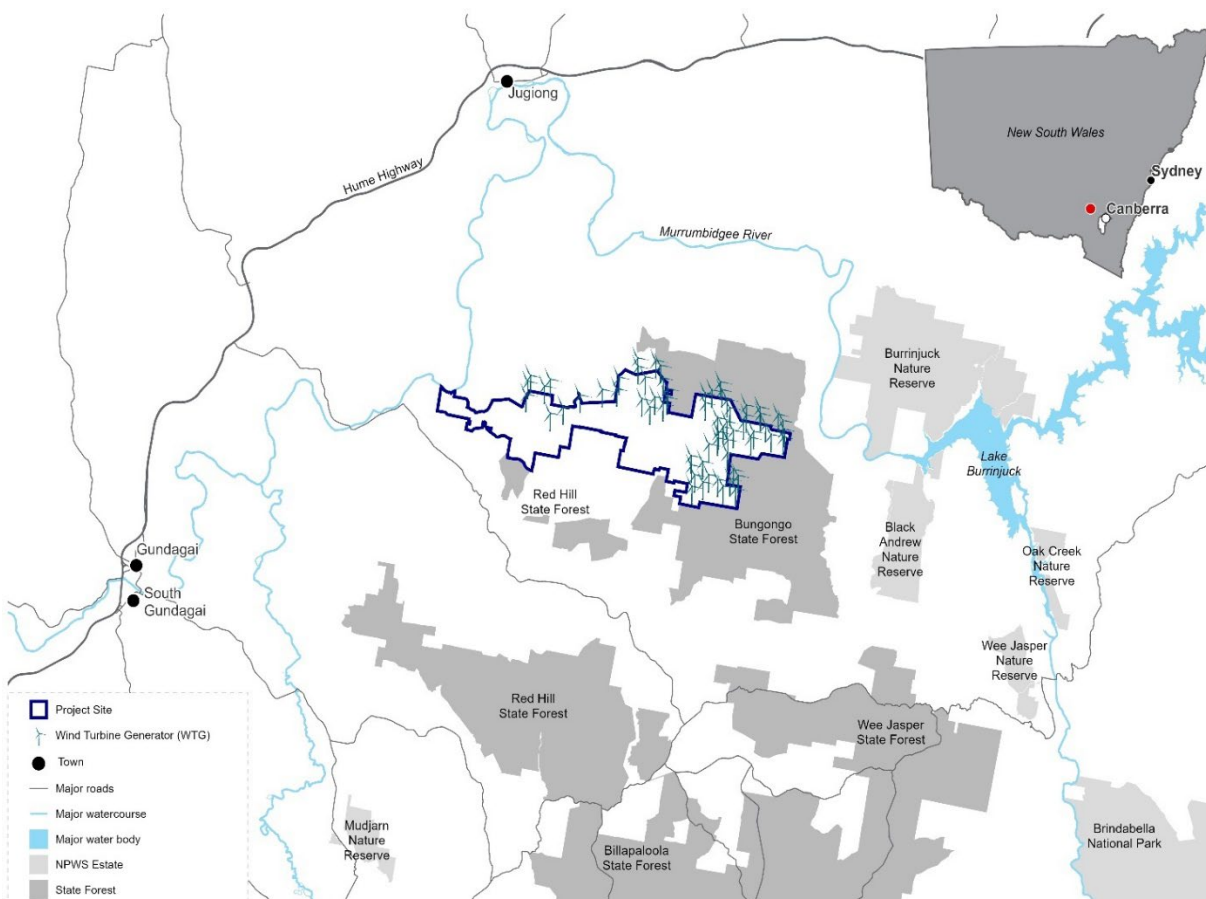 Jugiong
New South Wales
Sydney
Canberra
Hume Highway
Murrumbidgee River
Burrinjuck
Nature
Reserve
Lake
Burrinjuck
Red Hill
State Forest
Bungongo
State Forest
Black
Andrew
Nature
Reserve
Oak Creek
Nature
Reserve
Gundagai
South
Gundagai
Wee Jasper
Nature
Reserve
Red Hill
State Forest
Wee Jasper
State Forest
Mudjarn
Nature
Reserve
Billapaloola
State Forest
Brindabella
National Park
Project Site
Wind Turbine Generator (WTG)
Town
Major roads
Major watercourse
Major water body
NPWS Estate
State Forest